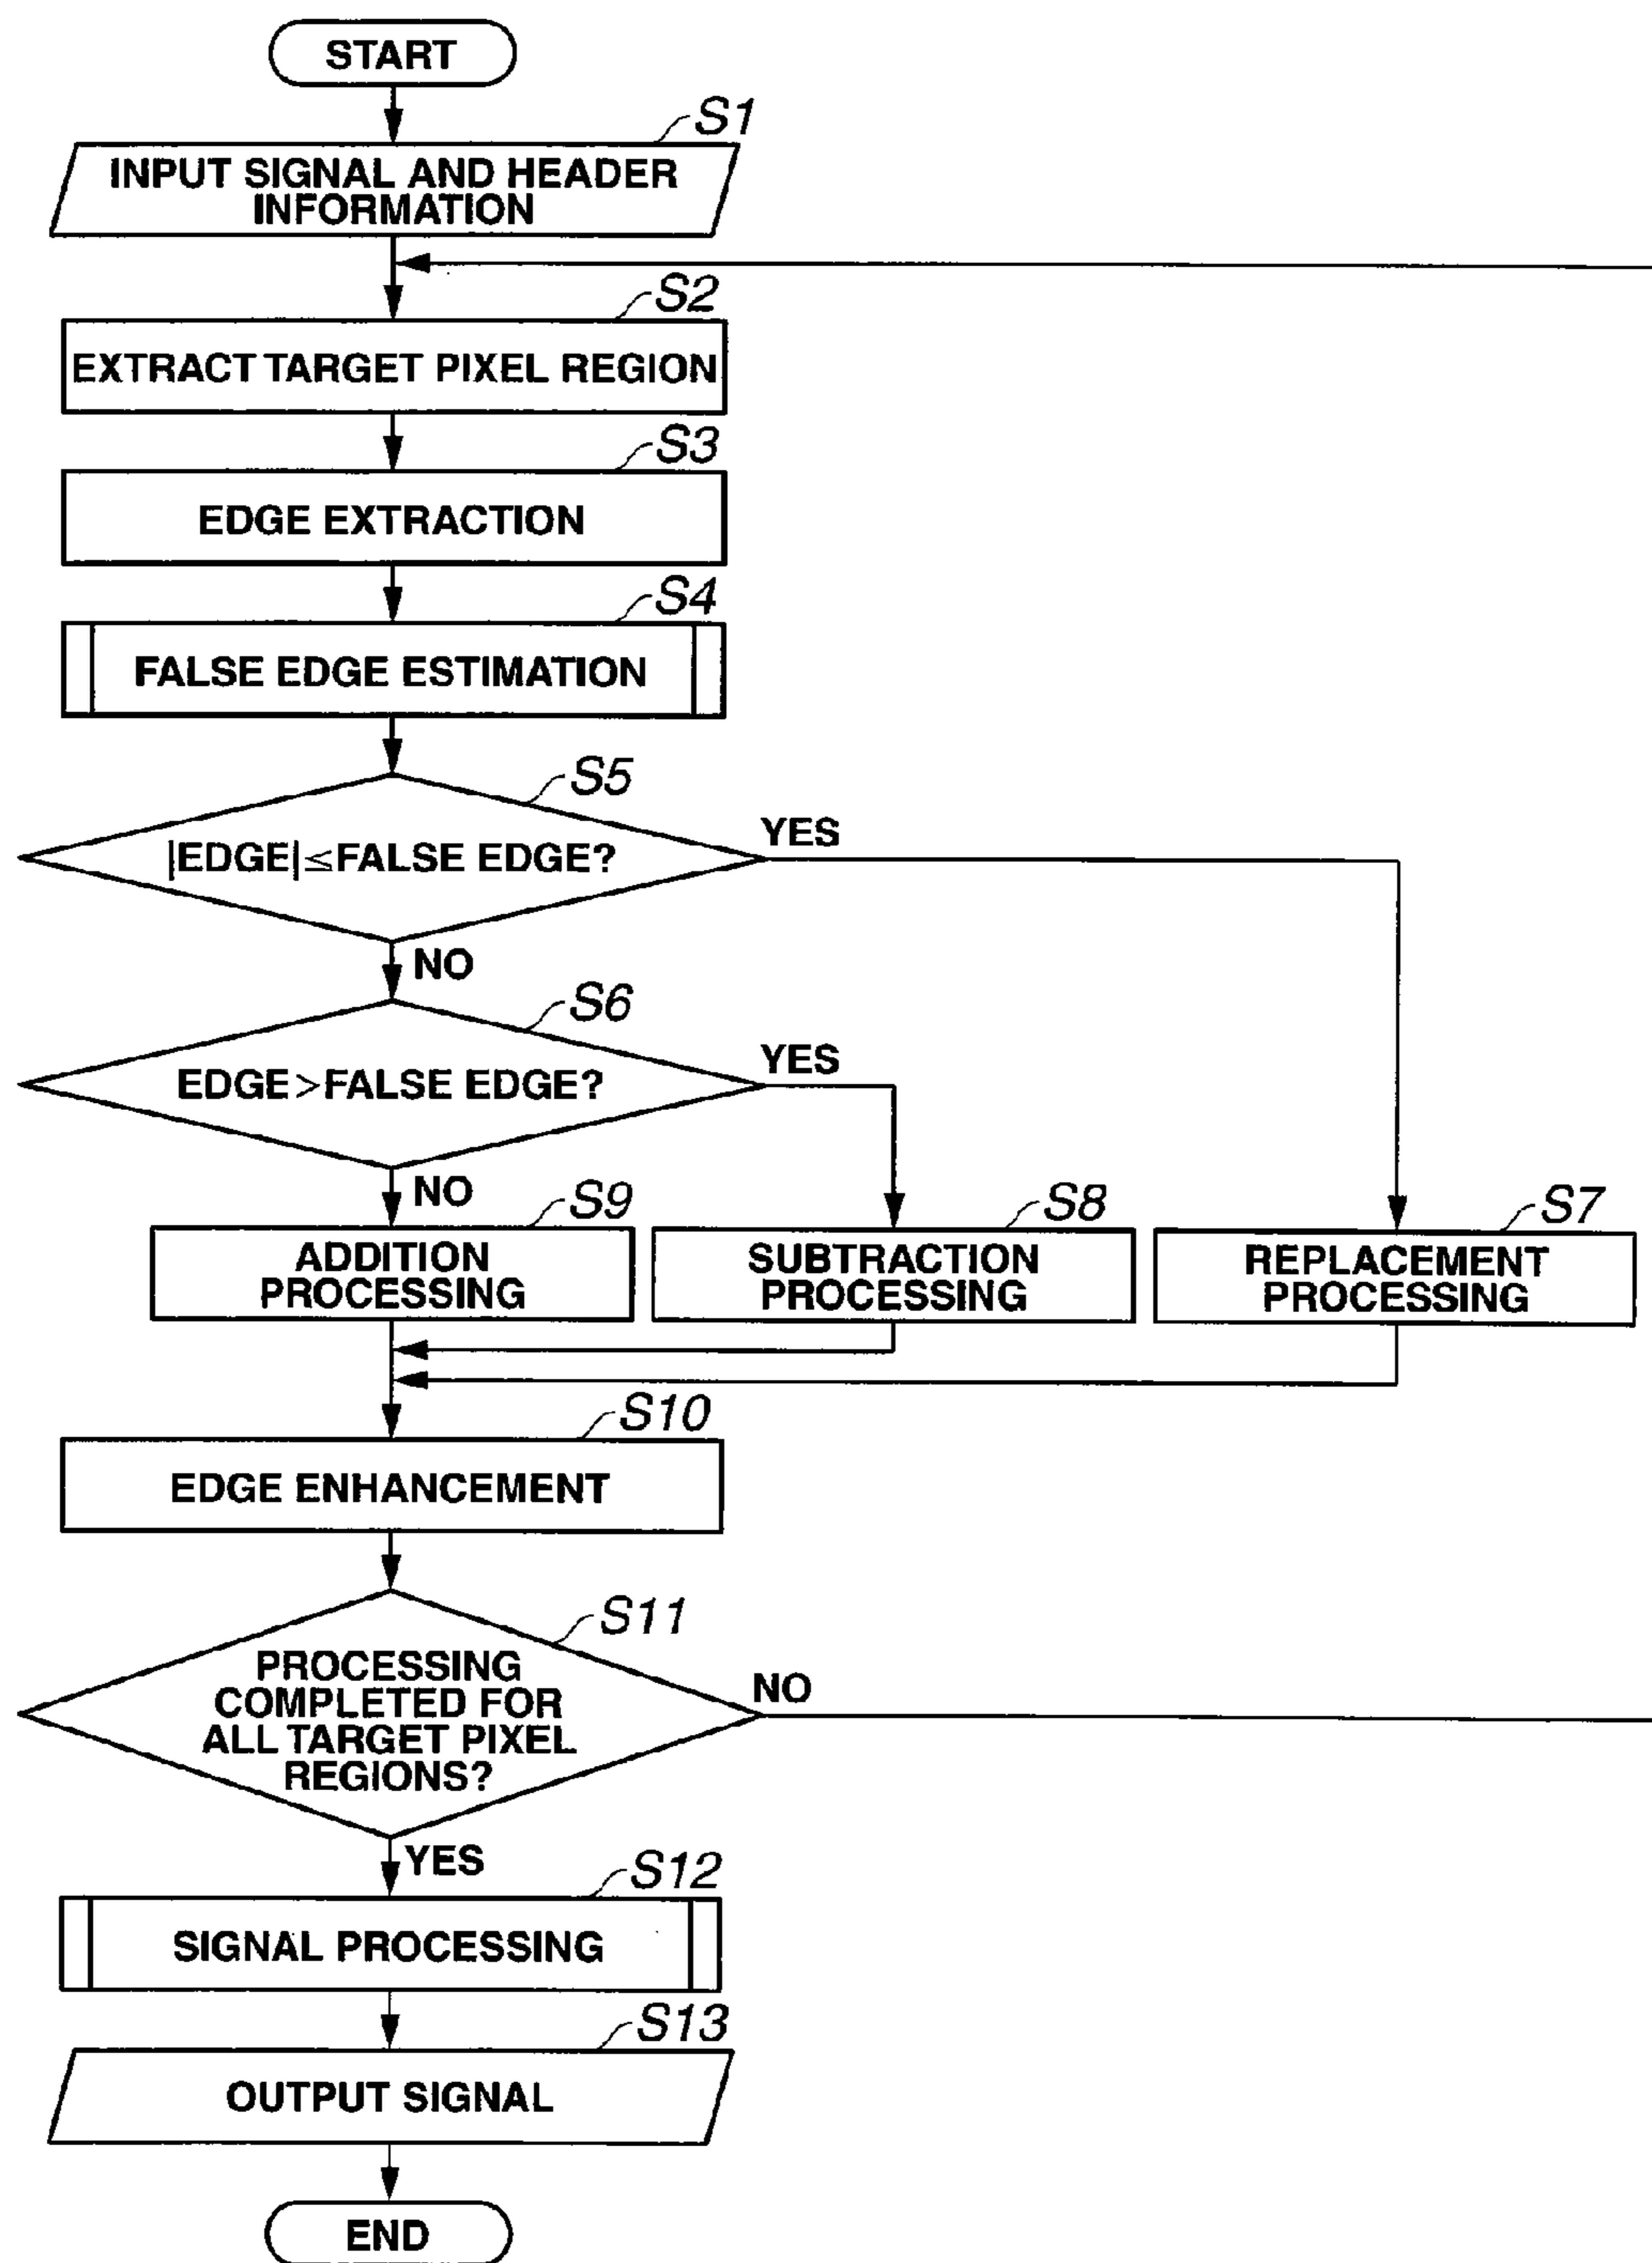 START
S1
INPUT SIGNAL AND HEADER
INFORMATION
S2
EXTRACT TARGET PIXEL REGION
S3
EDGE EXTRACTION
S4
FALSE EDGE ESTIMATION
S5
|EDGE|≤FALSE EDGE?
YES
NO
S6
EDGE>FALSE EDGE?
YES
NO
S9
ADDITION
PROCESSING
S8
SUBTRACTION
PROCESSING
S7
REPLACEMENT
PROCESSING
S10
EDGE ENHANCEMENT
S11
PROCESSING
COMPLETED FOR
ALL TARGET PIXEL
REGIONS?
NO
YES
S12
SIGNAL PROCESSING
S13
OUTPUT SIGNAL
END